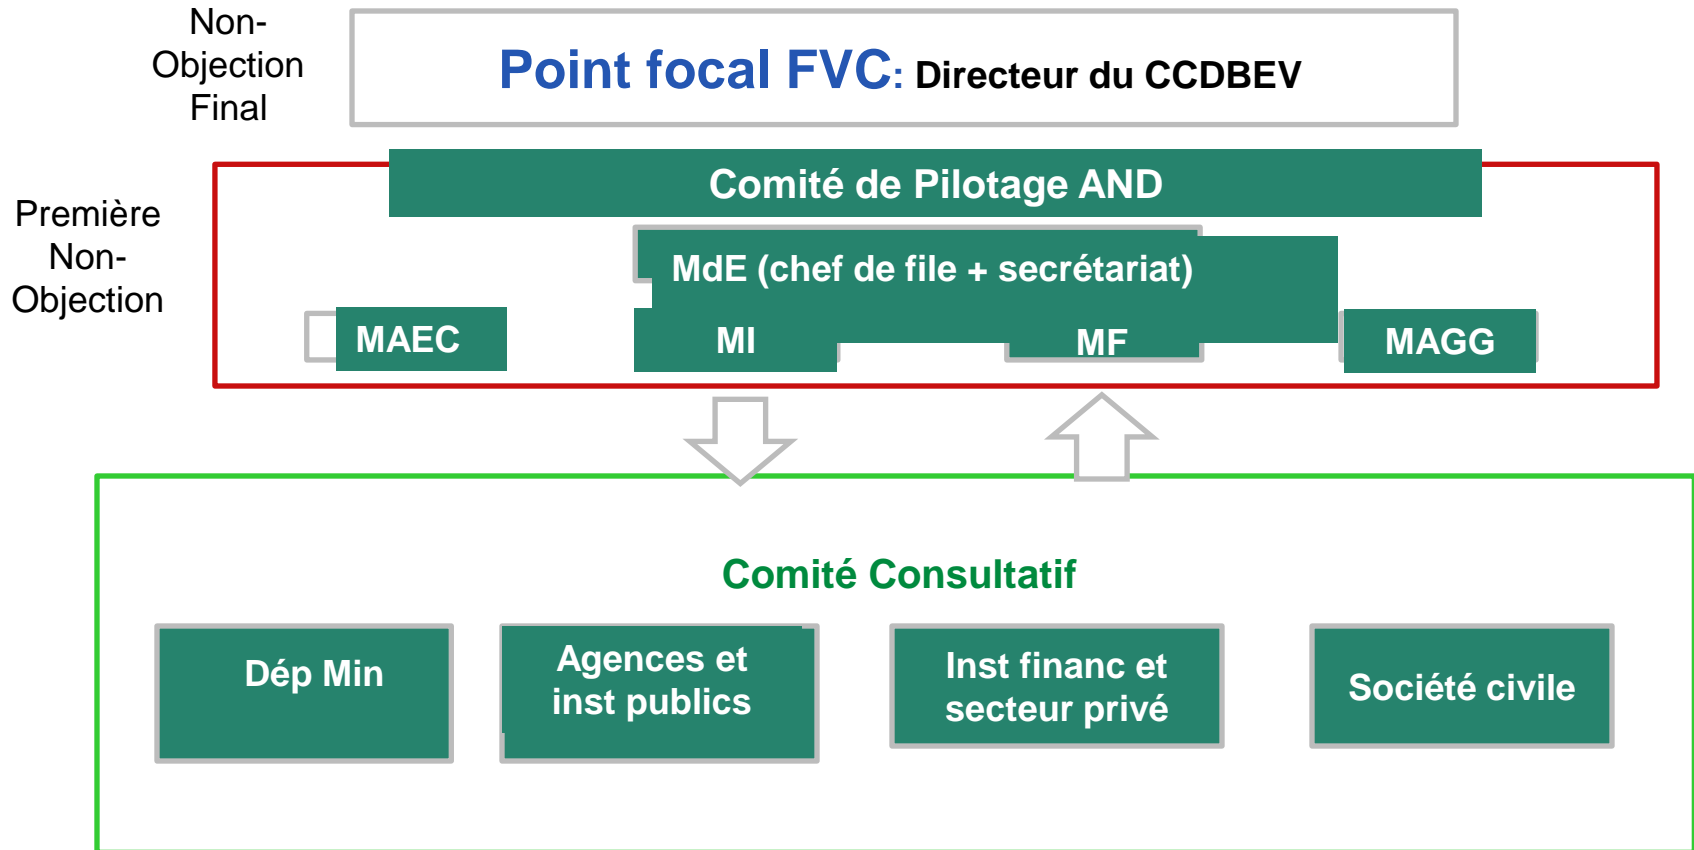 Non-
Objection
Final
Point focal FVC: Directeur du CCDBEV
Première
Non-
Objection
Comité de Pilotage AND
MdE (chef de file + secrétariat)
MAEC
MI
MF
MAGG
Comité Consultatif
Dép Min
Agences et
inst publics
Inst financ et
secteur privé
Société civile